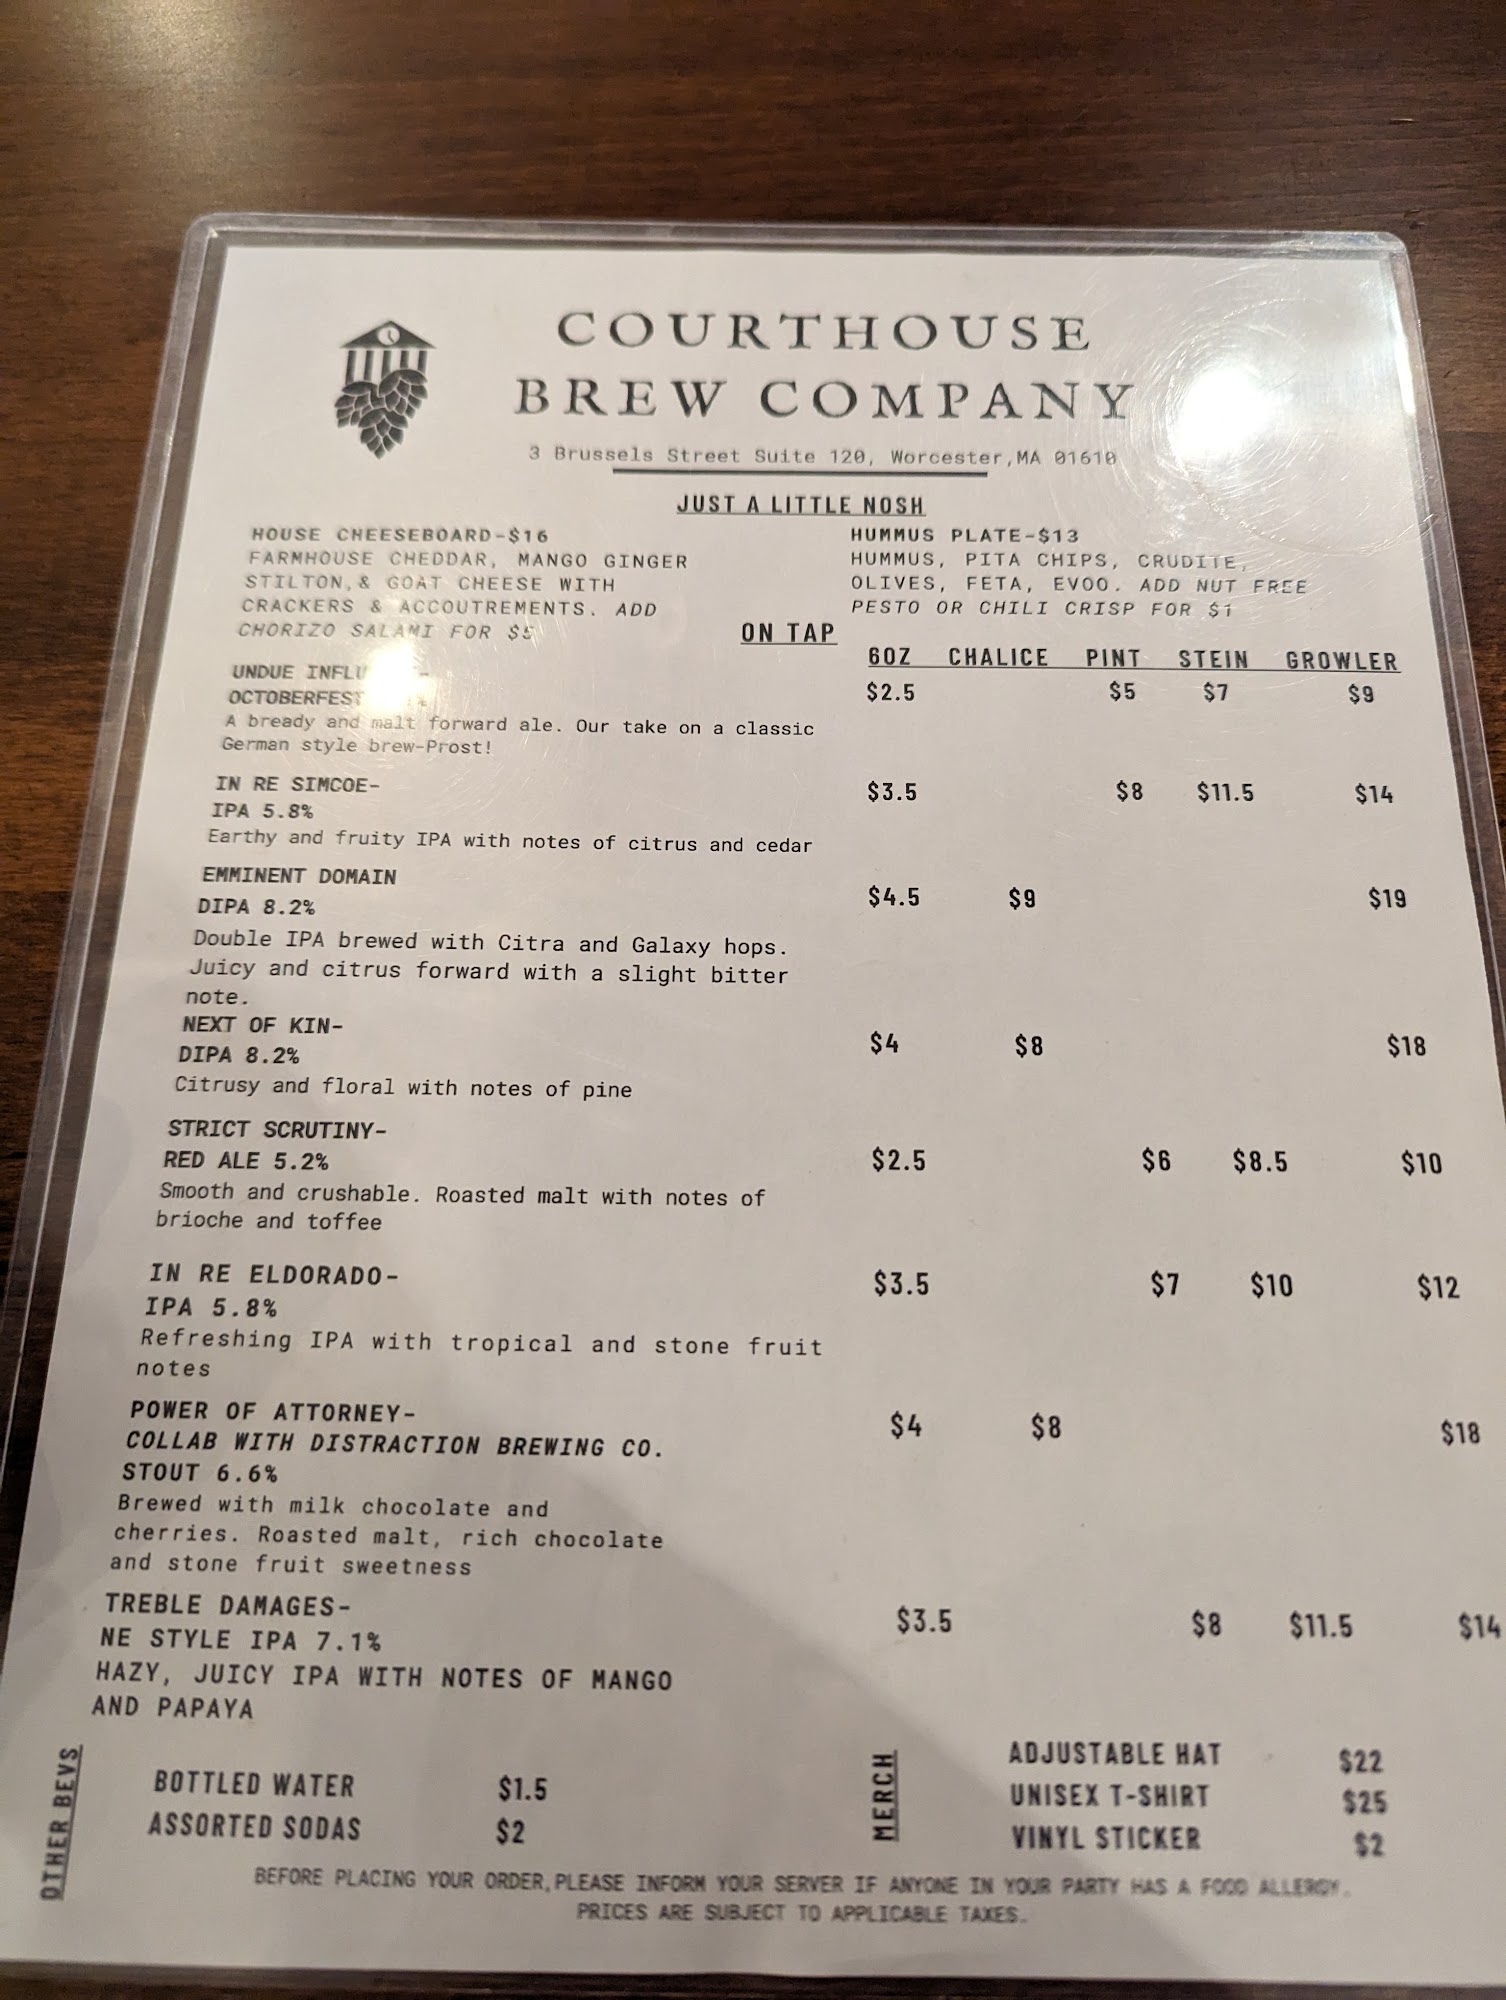 COURTHOUSE
BREW COMPANY
3 Brussels Street Suite 120, Worcester, MA 01610
JUST A LITTLE NOSH
HOUSE CHEESEBOARD-$16
FARMHOUSE CHEDDAR, MANGO GINGER
STILTON, & GOAT CHEESE WITH
CRACKERS & ACCOUTREMENTS. ADD
CHORIZO SALAMI FOR $5
HUMMUS PLATE-$13
HUMMUS, PITA CHIPS, CRUDITE,
OLIVES, FETA, EVOO. ADD NUT FREE
PESTO OR CHILI CRISP FOR $1
ON TAP
6OZ CHALICE PINT STEIN GROWLER
UNDUE
OCTOBERFEST $2.5 $5 $7 $9
A bready and malt forward ale. Our take on a classic
German style brew-Prost!
IN RE SIMCOE- $3.5 $8 $11.5 $14
IPA 5.8%
Earthy and fruity IPA with notes of citrus and cedar
EMMINENT DOMAIN
DIPA 8.2% $4.5 $9 $19
Double IPA brewed with Citra and Galaxy hops.
Juicy and citrus forward with a slight bitter
note.
NEXT OF KIN-
DIPA 8.2% $4 $8 $18
Citrusy and floral with notes of pine
STRICT SCRUTINY-
RED ALE 5.2% $2.5 $6 $8.5 $10
Smooth and crushable. Roasted malt with notes of
brioche and toffee
IN RE ELDORADO- $3.5 $7 $10 $12
IPA 5.8%
Refreshing IPA with tropical and stone fruit
notes
POWER OF ATTORNEY- $4 $8 $18
COLLAB WITH DISTRACTION BREWING CO.
STOUT 6.6%
Brewed with milk chocolate and
cherries. Roasted malt, rich chocolate
and stone fruit sweetness
TREBLE DAMAGES- $3.5 $8 $11.5 $14
NE STYLE IPA 7.1%
HAZY, JUICY IPA WITH NOTES OF MANGO
AND PAPAYA
OTHER BEVS
BOTTLED WATER $1.5
ASSORTED SODAS $2
MERCH
ADJUSTABLE HAT $22
UNISEX T-SHIRT $25
VINYL STICKER $2
BEFORE PLACING YOUR ORDER, PLEASE INFORM YOUR SERVER IF ANYONE IN YOUR PARTY HAS A FOOD ALLERGY.
PRICES ARE SUBJECT TO APPLICABLE TAXES.